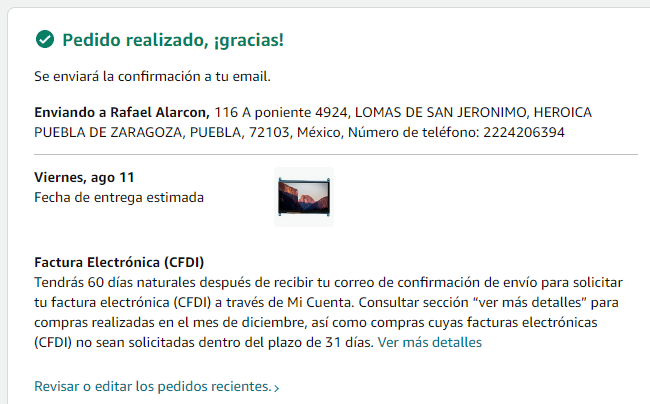 Pedido realizado, ¡gracias!
Se enviará la confirmación a tu email.
Enviando a Rafael Alarcon, 116 A poniente 4924, LOMAS DE SAN JERONIMO, HEROICA
PUEBLA DE ZARAGOZA, PUEBLA, 72103, México, Número de teléfono: 2224206394
Viernes, ago 11
Fecha de entrega estimada
Factura Electrónica (CFDI)
Tendrás 60 días naturales después de recibir tu correo de confirmación de envío para solicitar
tu factura electrónica (CFDI) a través de Mi Cuenta. Consultar sección “ver más detalles” para
compras realizadas en el mes de diciembre, así como compras cuyas facturas electrónicas
(CFDI) no sean solicitadas dentro del plazo de 31 días. Ver más detalles
Revisar o editar los pedidos recientes. ›